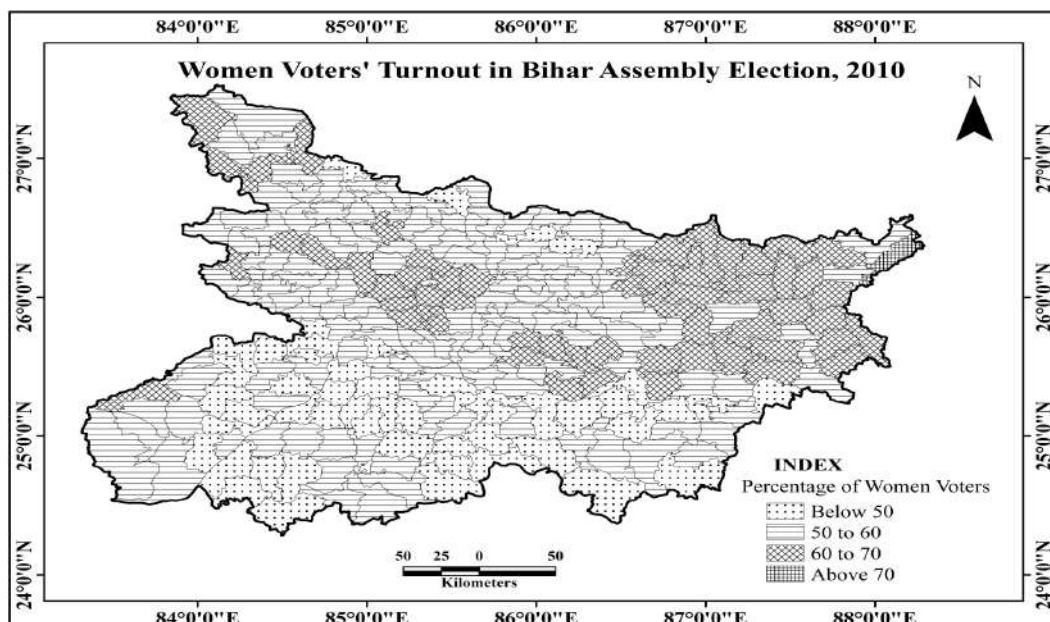 84°0'0"E 85°0'0"E 86°0'0"E 87°0'0"E 88°0'0"E
Women Voters' Turnout in Bihar Assembly Election, 2010
N
27°0'0"N 27°0'0"N
26°0'0"N 26°0'0"N
25°0'0"N 25°0'0"N
INDEX
Percentage of Women Voters
Below 50
50 to 60
60 to 70
Above 70
50 25 0 50
Kilometers
24°0'0"N 24°0'0"N
84°0'0"E 85°0'0"E 86°0'0"E 87°0'0"E 88°0'0"E